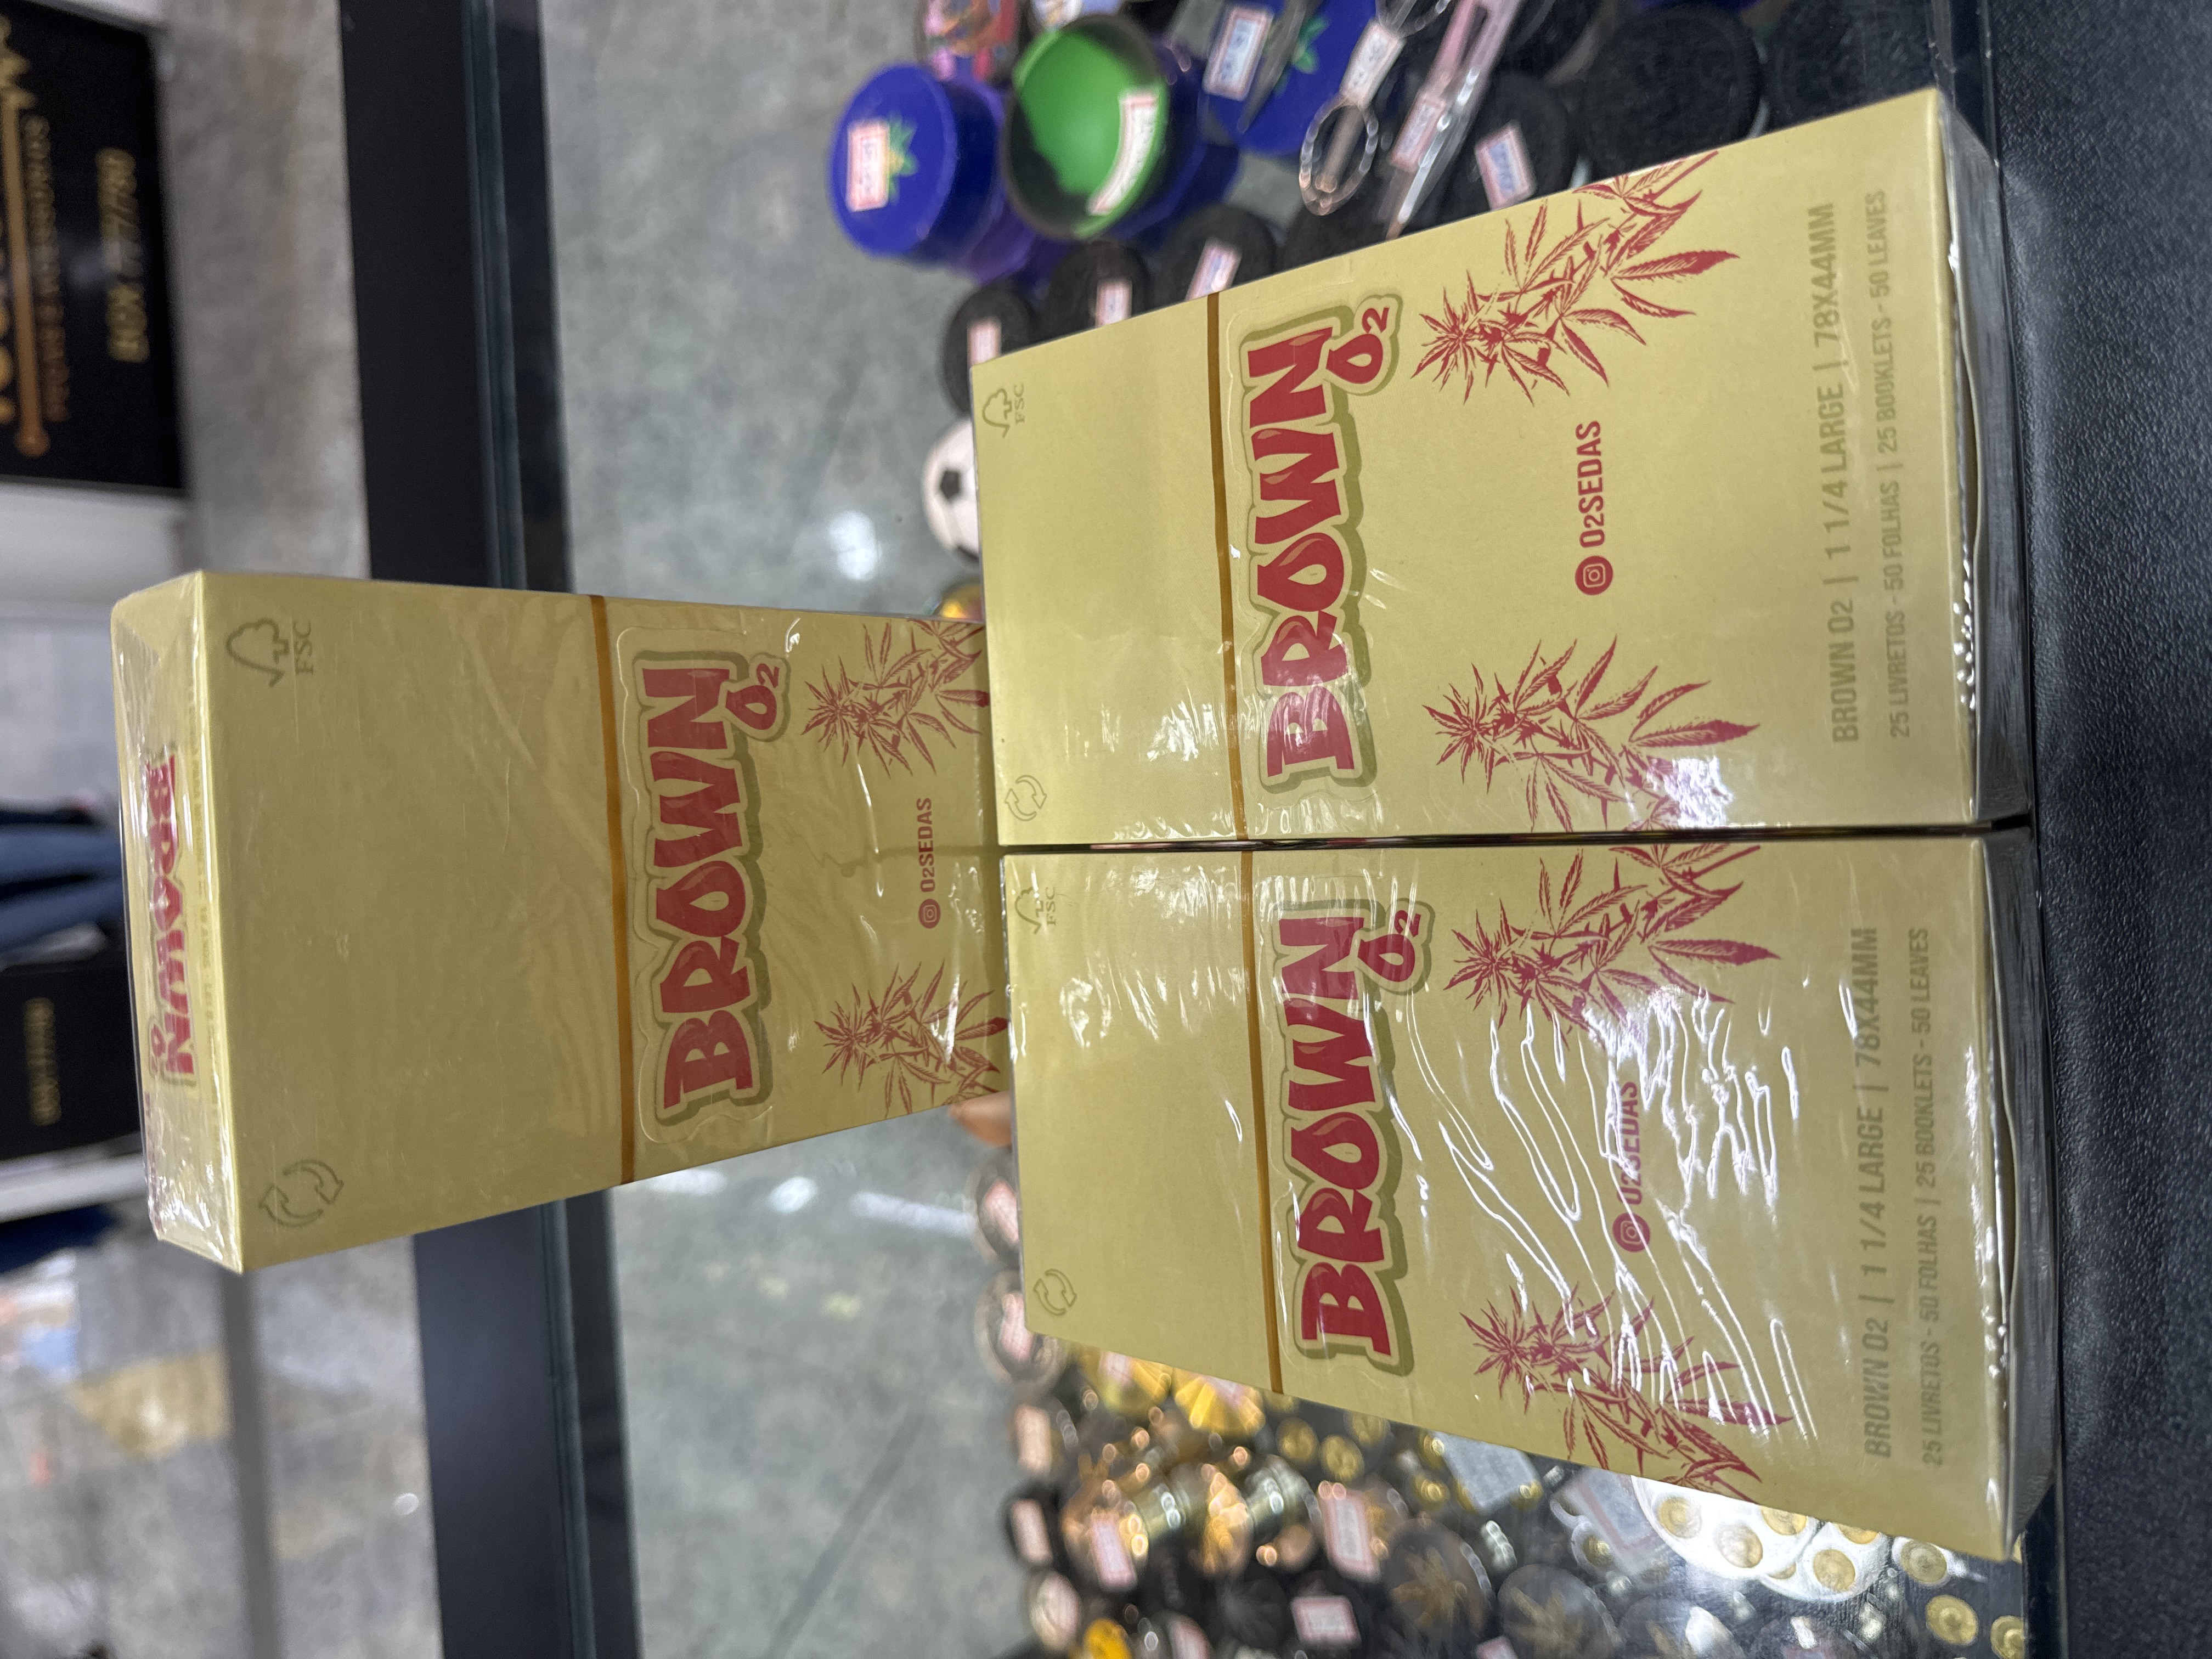 BROWN
O2
FSC
BROWN
O2
O2SEDAS
FSC
BROWN
O2
O2SEDAS
BROWN O2 | 1 1/4 LARGE | 78X44MM
25 LIVRETOS - 50 FOLHAS | 25 BOOKLETS - 50 LEAVES
FSC
BROWN
O2
O2SEDAS
BROWN O2 | 1 1/4 LARGE | 78X44MM
25 LIVRETOS - 50 FOLHAS | 25 BOOKLETS - 50 LEAVES